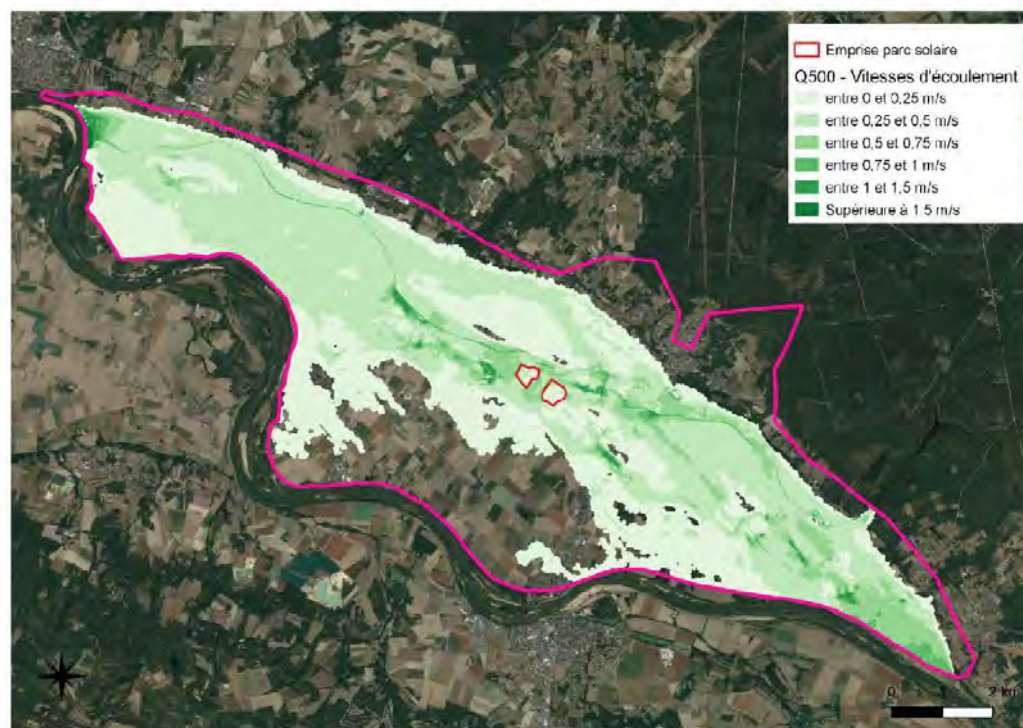 Emprise parc solaire
Q500 - Vitesses d'écoulement
entre 0 et 0,25 m/s
entre 0,25 et 0,5 m/s
entre 0,5 et 0,75 m/s
entre 0,75 et 1 m/s
entre 1 et 1,5 m/s
Supérieure à 1.5 m/s
0 1 2 km